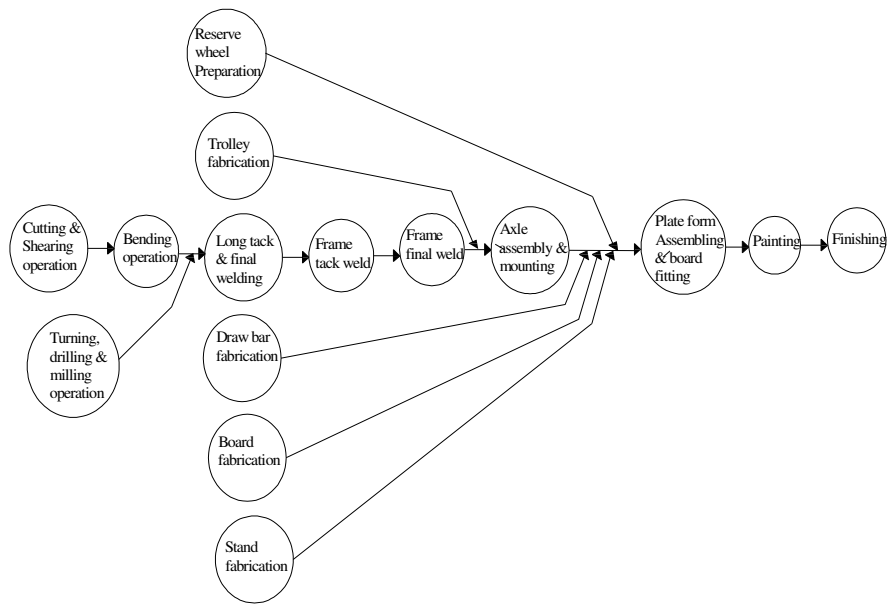 Reserve
wheel
Preparation
Trolley
fabrication
Cutting &
Shearing
operation
Bending
operation
Long tack
& final
welding
Frame
tack weld
Frame
final weld
Axle
assembly &
mounting
Plate form
Assembling
& board
fitting
Painting
Finishing
Turning,
drilling &
milling
operation
Draw bar
fabrication
Board
fabrication
Stand
fabrication